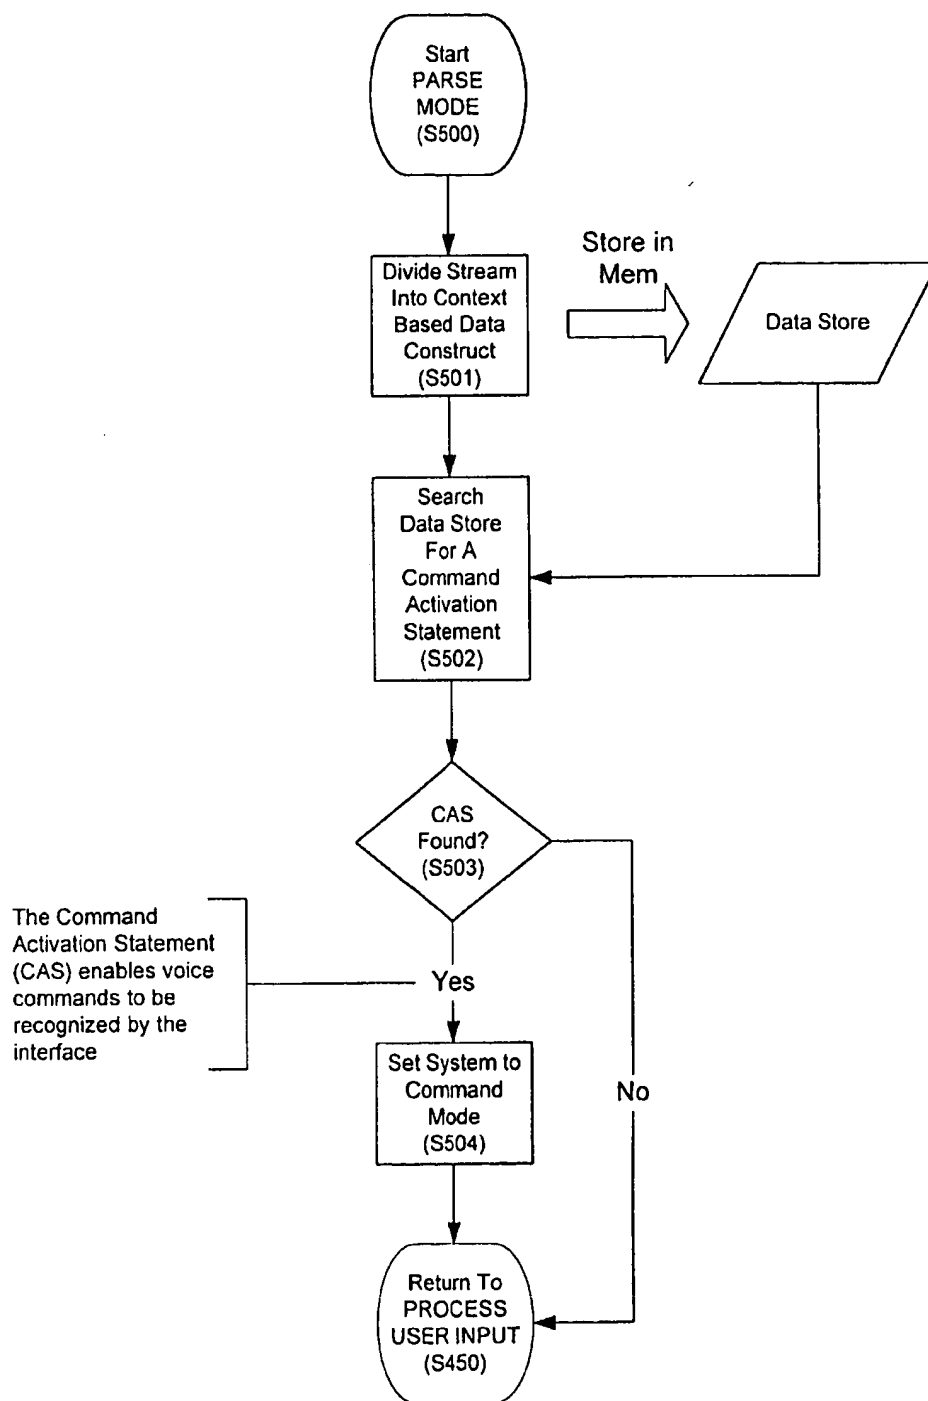 Start
PARSE
MODE
(S500)
Divide Stream
Into Context
Based Data
Construct
(S501)
Store in
Mem
Data Store
Search
Data Store
For A
Command
Activation
Statement
(S502)
CAS
Found?
(S503)
The Command
Activation Statement
(CAS) enables voice
commands to be
recognized by the
interface
Yes
Set System to
Command
Mode
(S504)
No
Return To
PROCESS
USER INPUT
(S450)